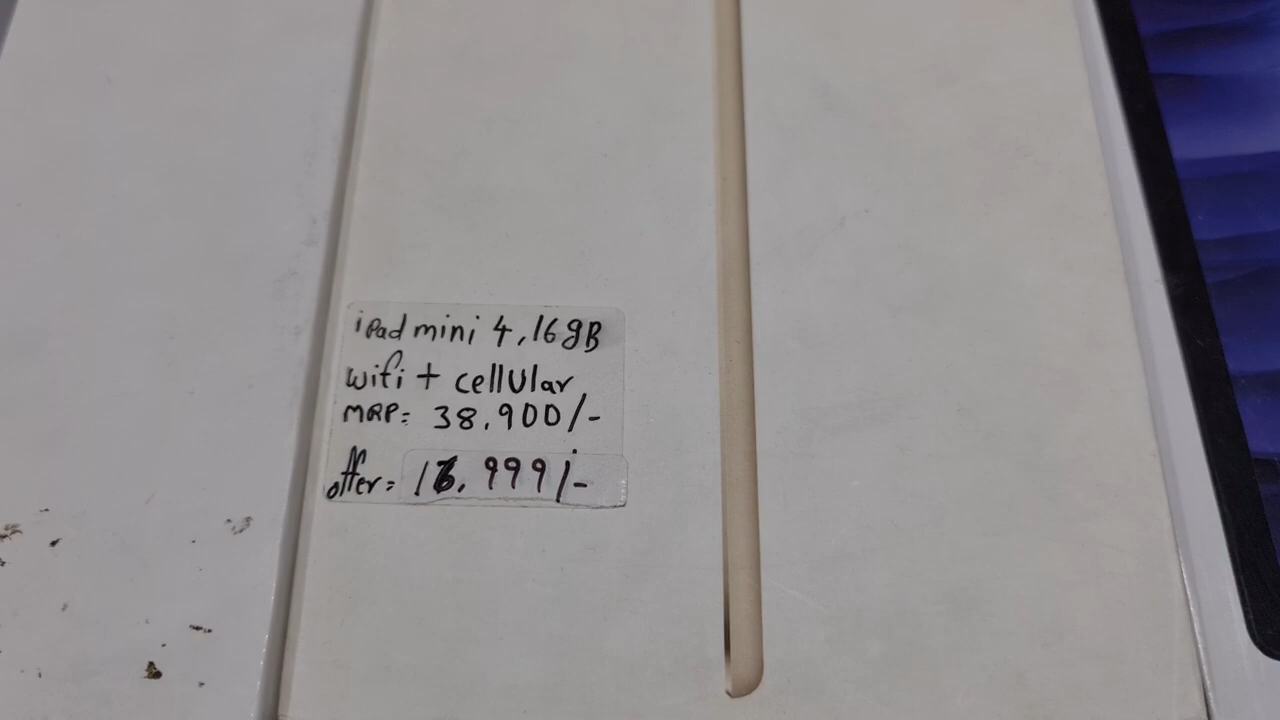 iPad mini 4,16gB
wifi + cellular
MRP: 38,900/-
offer: